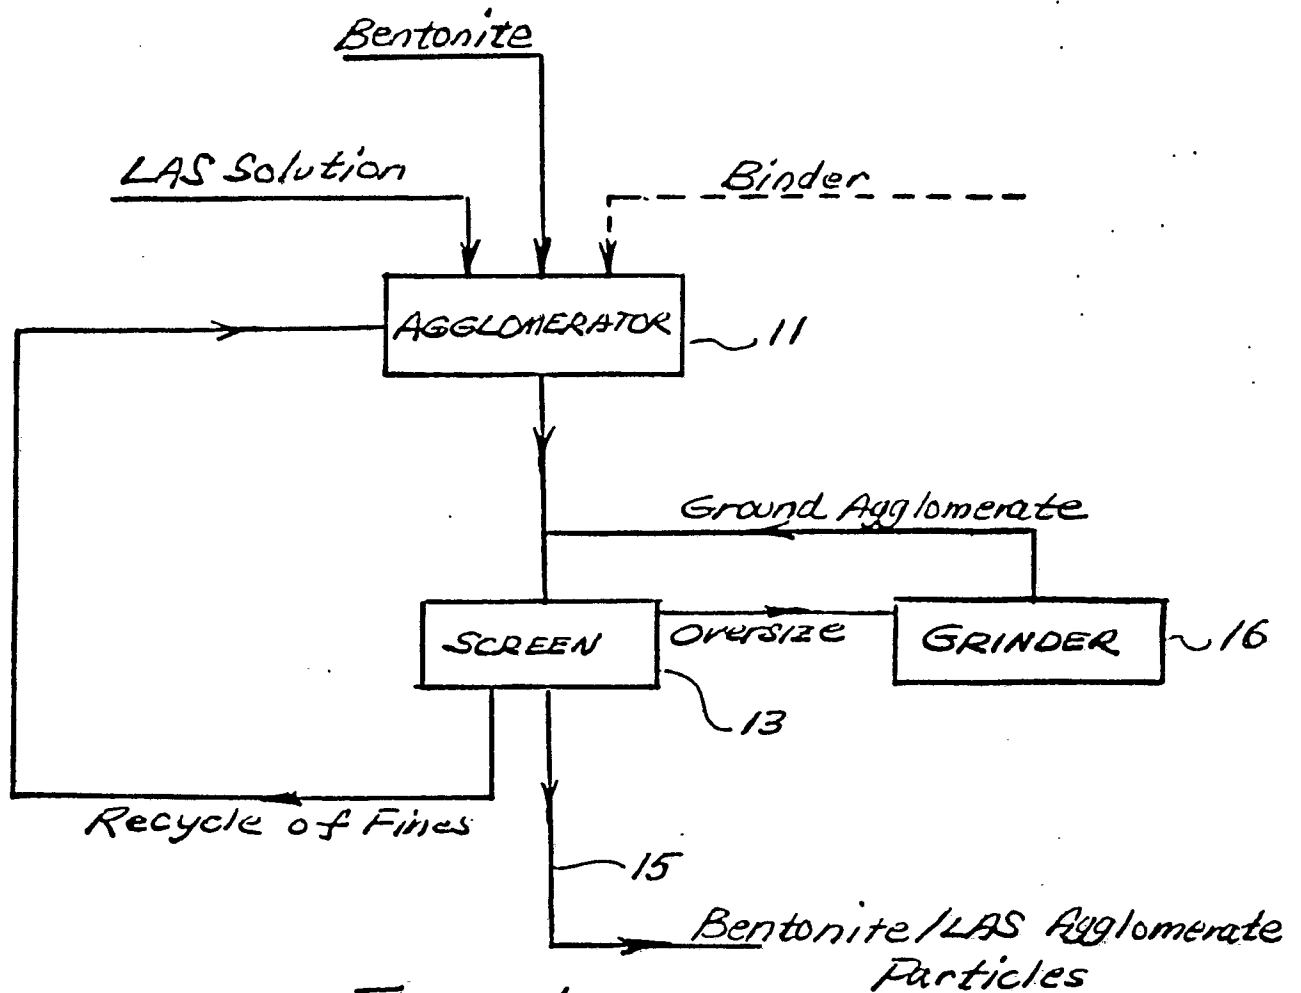 Bentonite
LAS Solution
Binder
AGGLOMERATOR
11
Ground Agglomerate
SCREEN
Oversize
GRINDER
16
13
Recycle of Fines
15
Bentonite/LAS Agglomerate
Particles